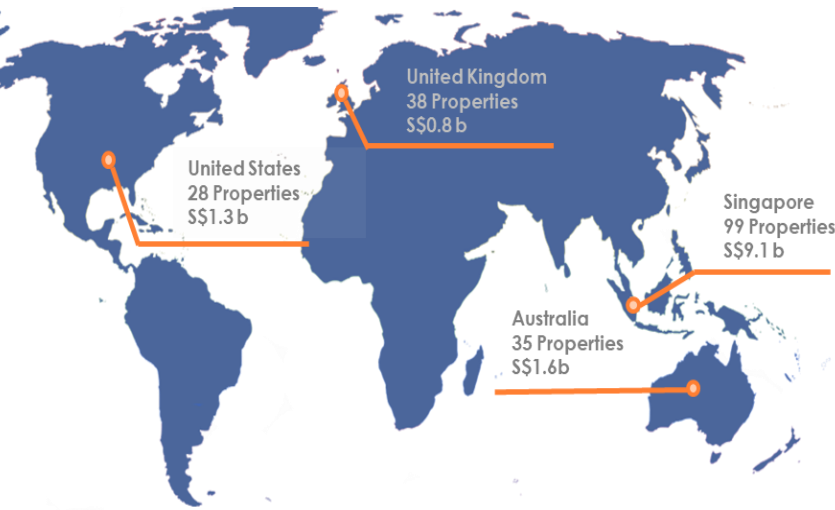 United Kingdom
38 Properties
S$0.8 b
United States
28 Properties
S$1.3 b
Singapore
99 Properties
S$9.1 b
Australia
35 Properties
S$1.6b